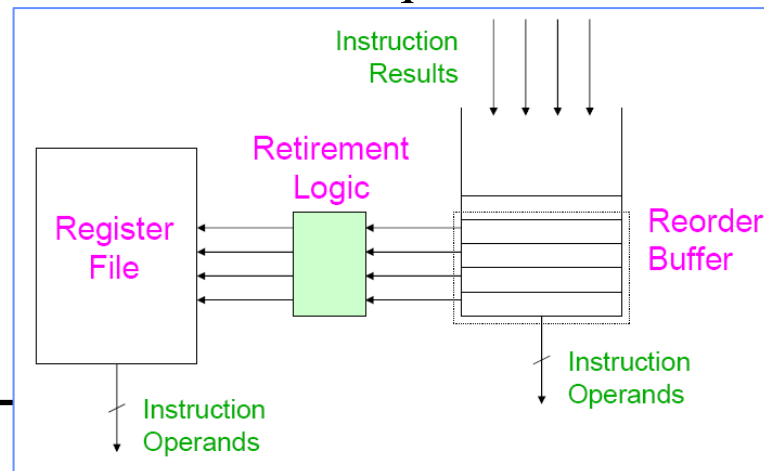 Instruction
Results
Retirement
Logic
Register
File
Reorder
Buffer
Instruction
Operands
Instruction
Operands